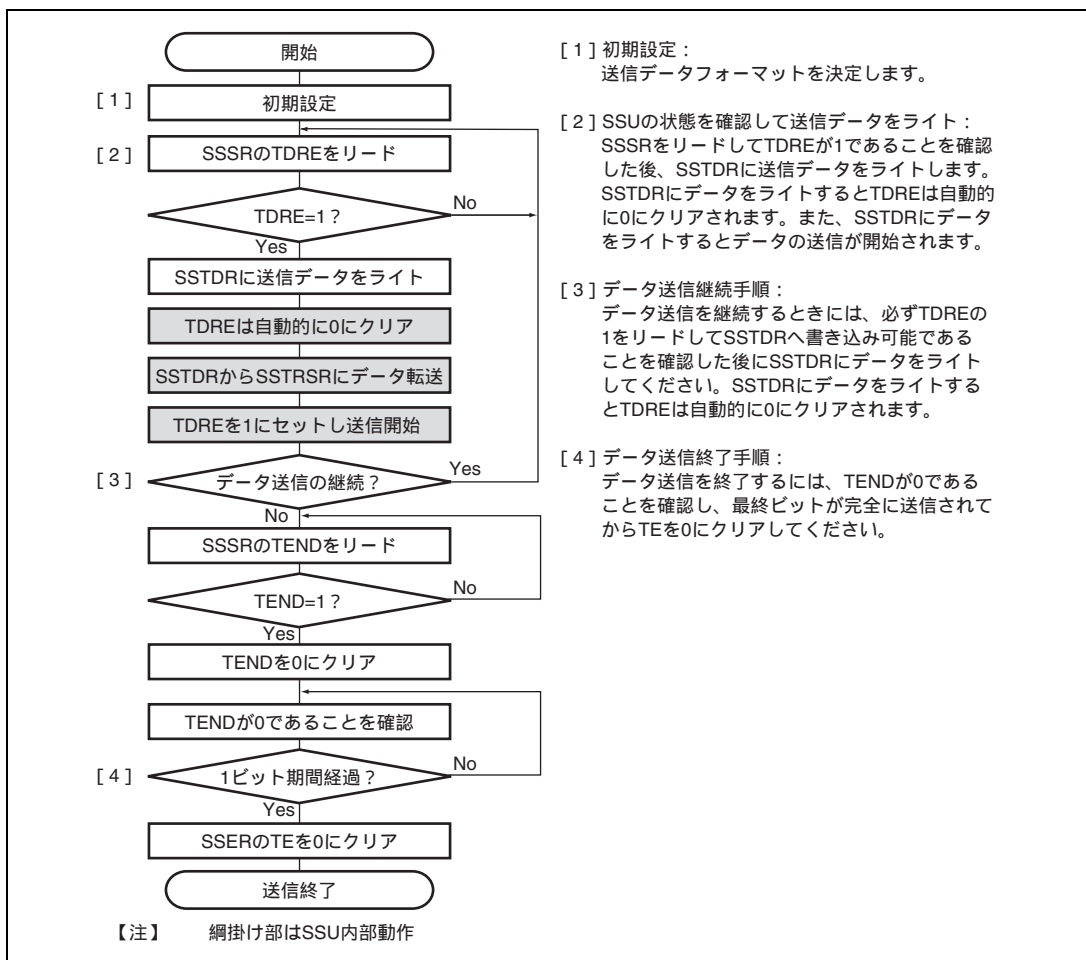 開始
[1] 初期設定
[2] SSSRのTDREをリード
TDRE=1？
No
Yes
SSTDRに送信データをライト
TDREは自動的に0にクリア
SSTDRからSSTRSRにデータ転送
TDREを1にセットし送信開始
[3] データ送信の継続？
Yes
No
SSSRのTENDをリード
TEND=1？
No
Yes
TENDを0にクリア
TENDが0であることを確認
[4] 1ビット期間経過？
No
Yes
SSERのTEを0にクリア
送信終了
【注】 網掛け部はSSU内部動作
[1] 初期設定：
送信データフォーマットを決定します。
[2] SSUの状態を確認して送信データをライト：
SSSRをリードしてTDREが1であることを確認
した後、SSTDRに送信データをライトします。
SSTDRにデータをライトするとTDREは自動的
に0にクリアされます。また、SSTDRにデータ
をライトするとデータの送信が開始されます。
[3] データ送信継続手順：
データ送信を継続するときには、必ずTDREの
1をリードしてSSTDRへ書き込み可能である
ことを確認した後にSSTDRにデータをライト
してください。SSTDRにデータをライトする
とTDREは自動的に0にクリアされます。
[4] データ送信終了手順：
データ送信を終了するには、TENDが0である
ことを確認し、最終ビットが完全に送信されて
からTEを0にクリアしてください。